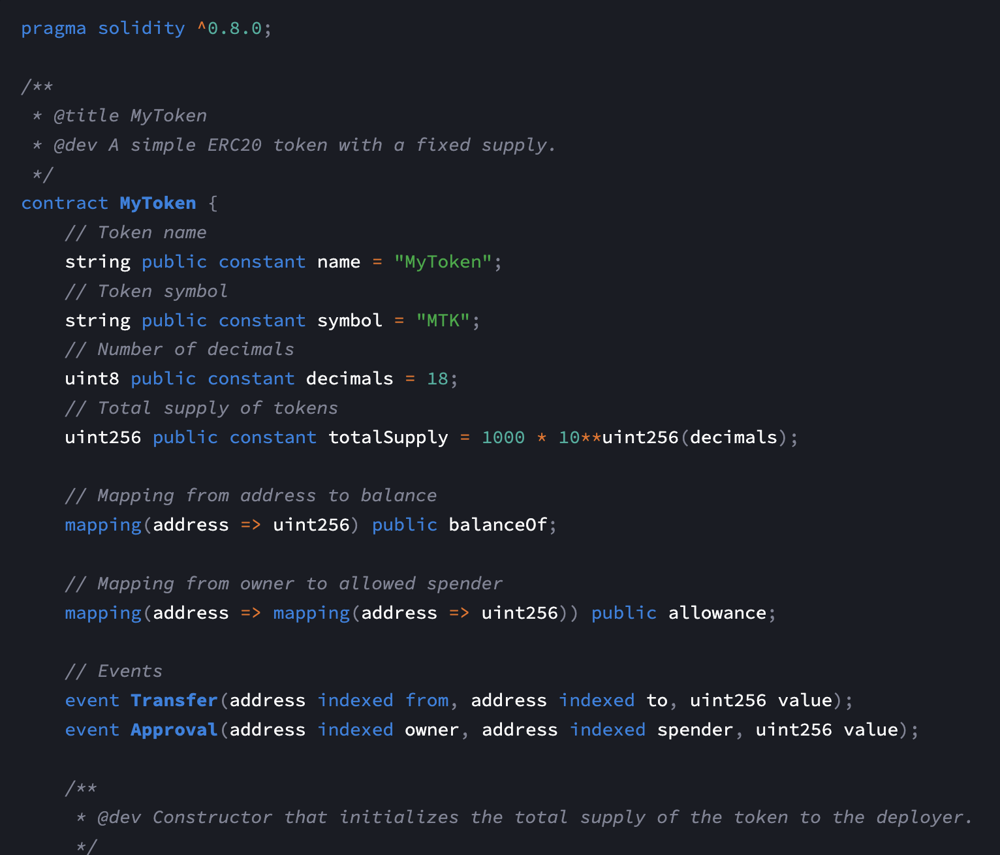 pragma solidity ^0.8.0;

/**
 * @title MyToken
 * @dev A simple ERC20 token with a fixed supply.
 */
contract MyToken {
    // Token name
    string public constant name = "MyToken";
    // Token symbol
    string public constant symbol = "MTK";
    // Number of decimals
    uint8 public constant decimals = 18;
    // Total supply of tokens
    uint256 public constant totalSupply = 1000 * 10**uint256(decimals);

    // Mapping from address to balance
    mapping(address => uint256) public balanceOf;

    // Mapping from owner to allowed spender
    mapping(address => mapping(address => uint256)) public allowance;

    // Events
    event Transfer(address indexed from, address indexed to, uint256 value);
    event Approval(address indexed owner, address indexed spender, uint256 value);

    /**
     * @dev Constructor that initializes the total supply of the token to the deployer.
     */